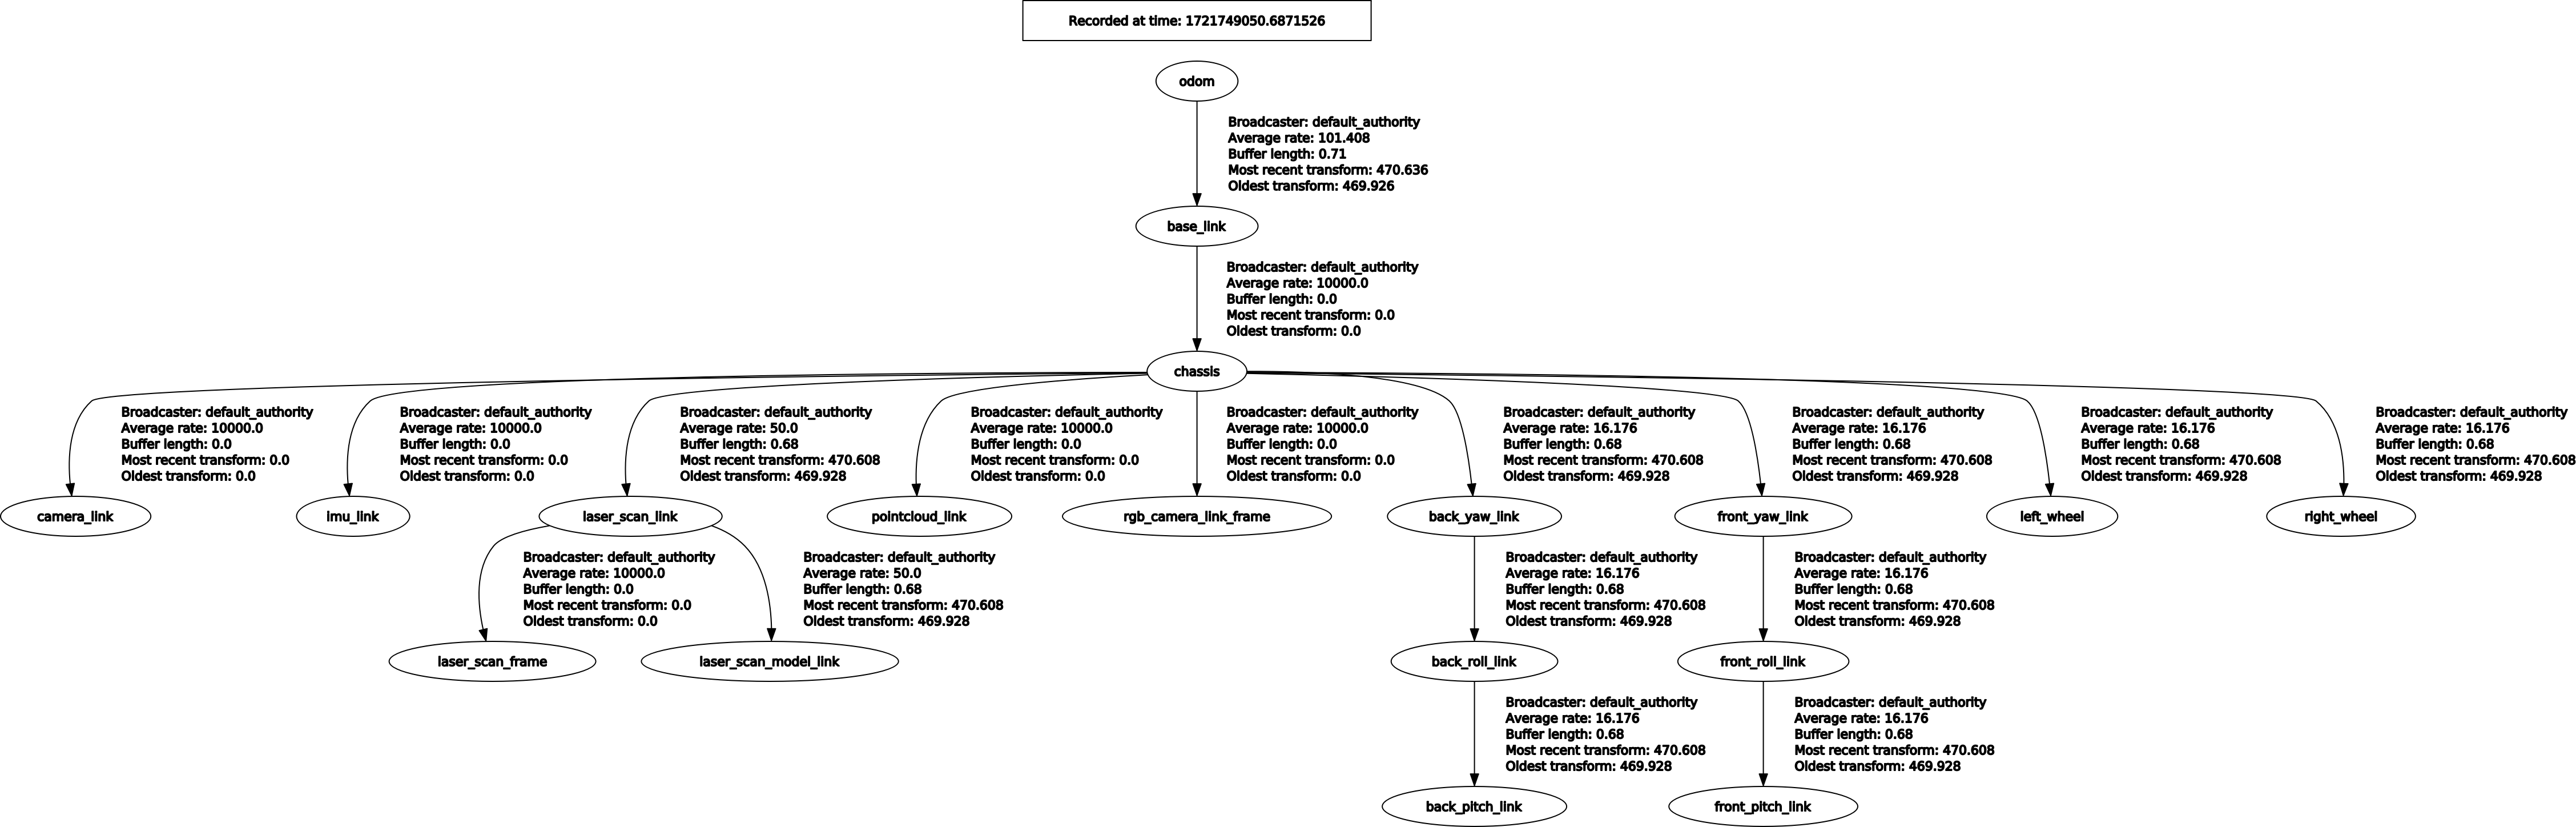 Recorded at time: 1721749050.6871526
odom
Broadcaster: default_authority
Average rate: 101.408
Buffer length: 0.71
Most recent transform: 470.636
Oldest transform: 469.926
base_link
Broadcaster: default_authority
Average rate: 10000.0
Buffer length: 0.0
Most recent transform: 0.0
Oldest transform: 0.0
chassis
Broadcaster: default_authority
Average rate: 10000.0
Buffer length: 0.0
Most recent transform: 0.0
Oldest transform: 0.0
Broadcaster: default_authority
Average rate: 10000.0
Buffer length: 0.0
Most recent transform: 0.0
Oldest transform: 0.0
Broadcaster: default_authority
Average rate: 50.0
Buffer length: 0.68
Most recent transform: 470.608
Oldest transform: 469.928
Broadcaster: default_authority
Average rate: 10000.0
Buffer length: 0.0
Most recent transform: 0.0
Oldest transform: 0.0
Broadcaster: default_authority
Average rate: 10000.0
Buffer length: 0.0
Most recent transform: 0.0
Oldest transform: 0.0
Broadcaster: default_authority
Average rate: 16.176
Buffer length: 0.68
Most recent transform: 470.608
Oldest transform: 469.928
Broadcaster: default_authority
Average rate: 16.176
Buffer length: 0.68
Most recent transform: 470.608
Oldest transform: 469.928
Broadcaster: default_authority
Average rate: 16.176
Buffer length: 0.68
Most recent transform: 470.608
Oldest transform: 469.928
Broadcaster: default_authority
Average rate: 16.176
Buffer length: 0.68
Most recent transform: 470.608
Oldest transform: 469.928
camera_link
imu_link
laser_scan_link
pointcloud_link
rgb_camera_link_frame
back_yaw_link
front_yaw_link
left_wheel
right_wheel
Broadcaster: default_authority
Average rate: 10000.0
Buffer length: 0.0
Most recent transform: 0.0
Oldest transform: 0.0
Broadcaster: default_authority
Average rate: 50.0
Buffer length: 0.68
Most recent transform: 470.608
Oldest transform: 469.928
Broadcaster: default_authority
Average rate: 16.176
Buffer length: 0.68
Most recent transform: 470.608
Oldest transform: 469.928
Broadcaster: default_authority
Average rate: 16.176
Buffer length: 0.68
Most recent transform: 470.608
Oldest transform: 469.928
laser_scan_frame
laser_scan_model_link
back_roll_link
front_roll_link
Broadcaster: default_authority
Average rate: 16.176
Buffer length: 0.68
Most recent transform: 470.608
Oldest transform: 469.928
Broadcaster: default_authority
Average rate: 16.176
Buffer length: 0.68
Most recent transform: 470.608
Oldest transform: 469.928
back_pitch_link
front_pitch_link